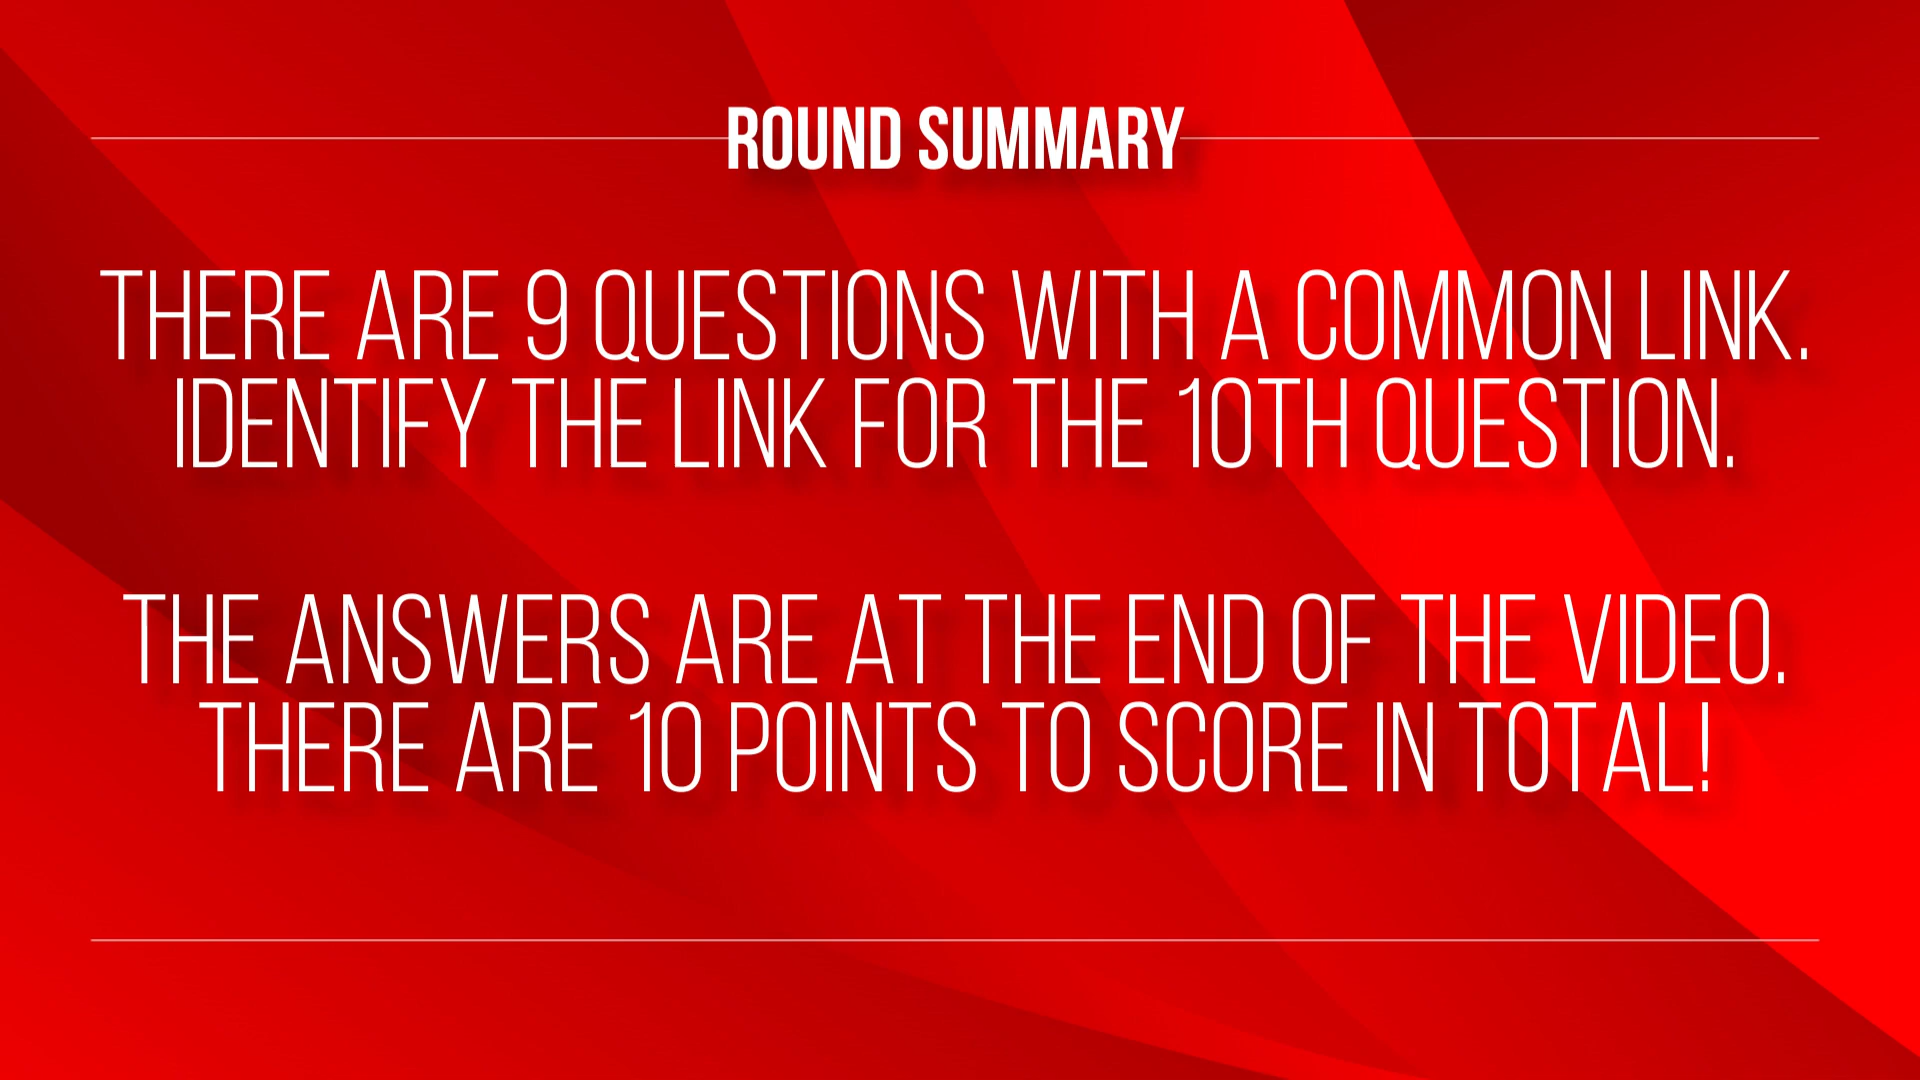 ROUND SUMMARY
THERE ARE 9 QUESTIONS WITH A COMMON LINK.
IDENTIFY THE LINK FOR THE 10TH QUESTION.
THE ANSWERS ARE AT THE END OF THE VIDEO.
THERE ARE 10 POINTS TO SCORE IN TOTAL!